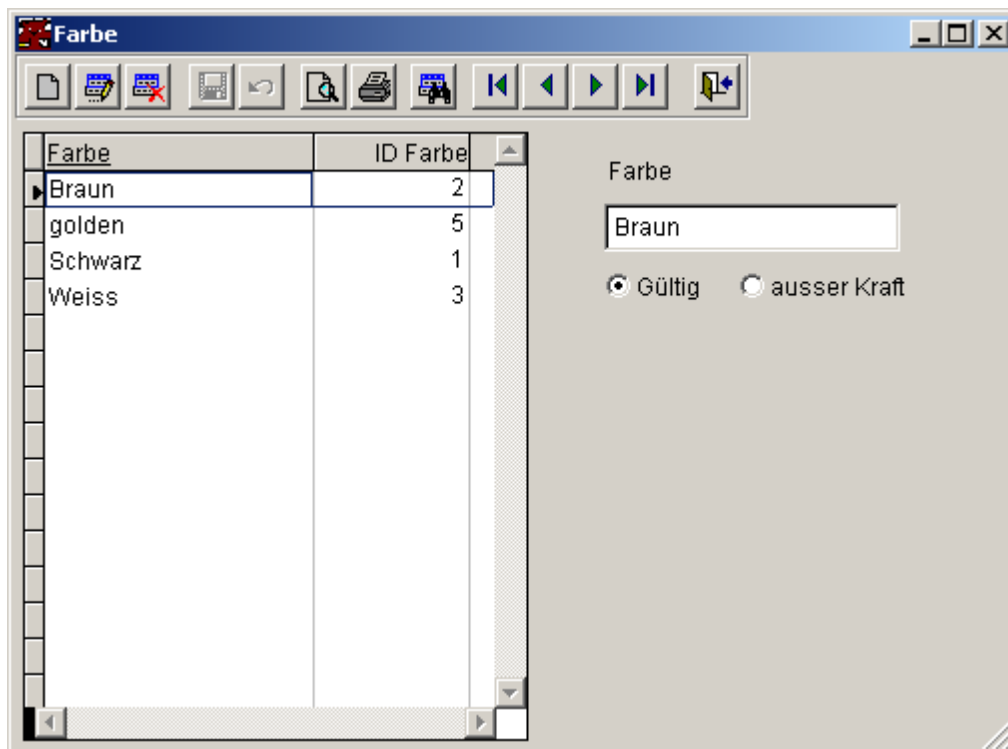 Farbe
Farbe ID Farbe
Braun 2
golden 5
Schwarz 1
Weiss 3
Farbe
Braun
Gültig ausser Kraft